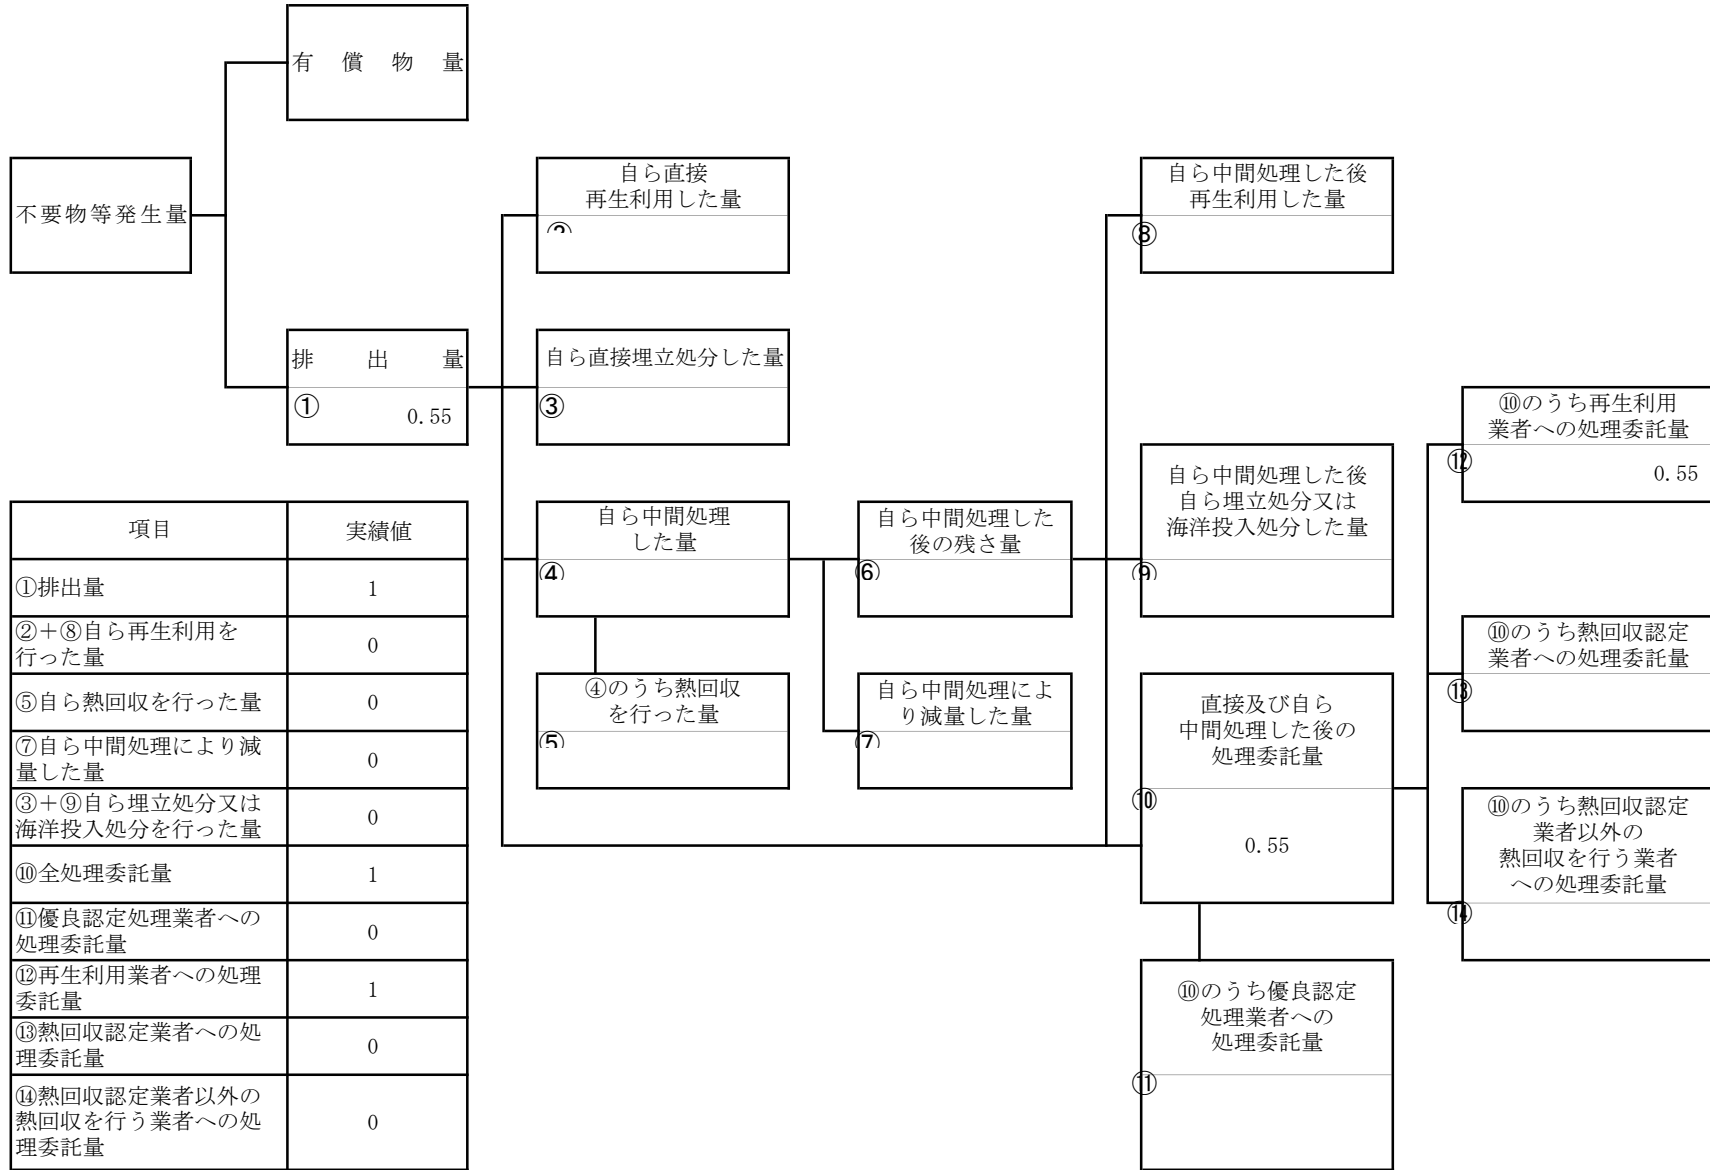 有償物量
不要物等発生量
自ら直接
再生利用した量
②
自ら中間処理した後
再生利用した量
⑧
排出量
① 0.55
自ら直接埋立処分した量
③
⑩のうち再生利用
業者への処理委託量
⑫ 0.55
自ら中間処理
した量
④
自ら中間処理した
後の残さ量
⑥
自ら中間処理した後
自ら埋立処分又は
海洋投入処分した量
⑨
⑩のうち熱回収認定
業者への処理委託量
⑬
④のうち熱回収
を行った量
⑤
自ら中間処理によ
り減量した量
⑦
直接及び自ら
中間処理した後の
処理委託量
⑩
0.55
⑩のうち熱回収認定
業者以外の
熱回収を行う業者
への処理委託量
⑭
⑩のうち優良認定
処理業者への
処理委託量
⑪
項目 実績値
①排出量 1
②+⑧自ら再生利用を
行った量 0
⑤自ら熱回収を行った量 0
⑦自ら中間処理により減
量した量 0
③+⑨自ら埋立処分又は
海洋投入処分を行った量 0
⑩全処理委託量 1
⑪優良認定処理業者への
処理委託量 0
⑫再生利用業者への処理
委託量 1
⑬熱回収認定業者への処
理委託量 0
⑭熱回収認定業者以外の
熱回収を行う業者への処
理委託量 0